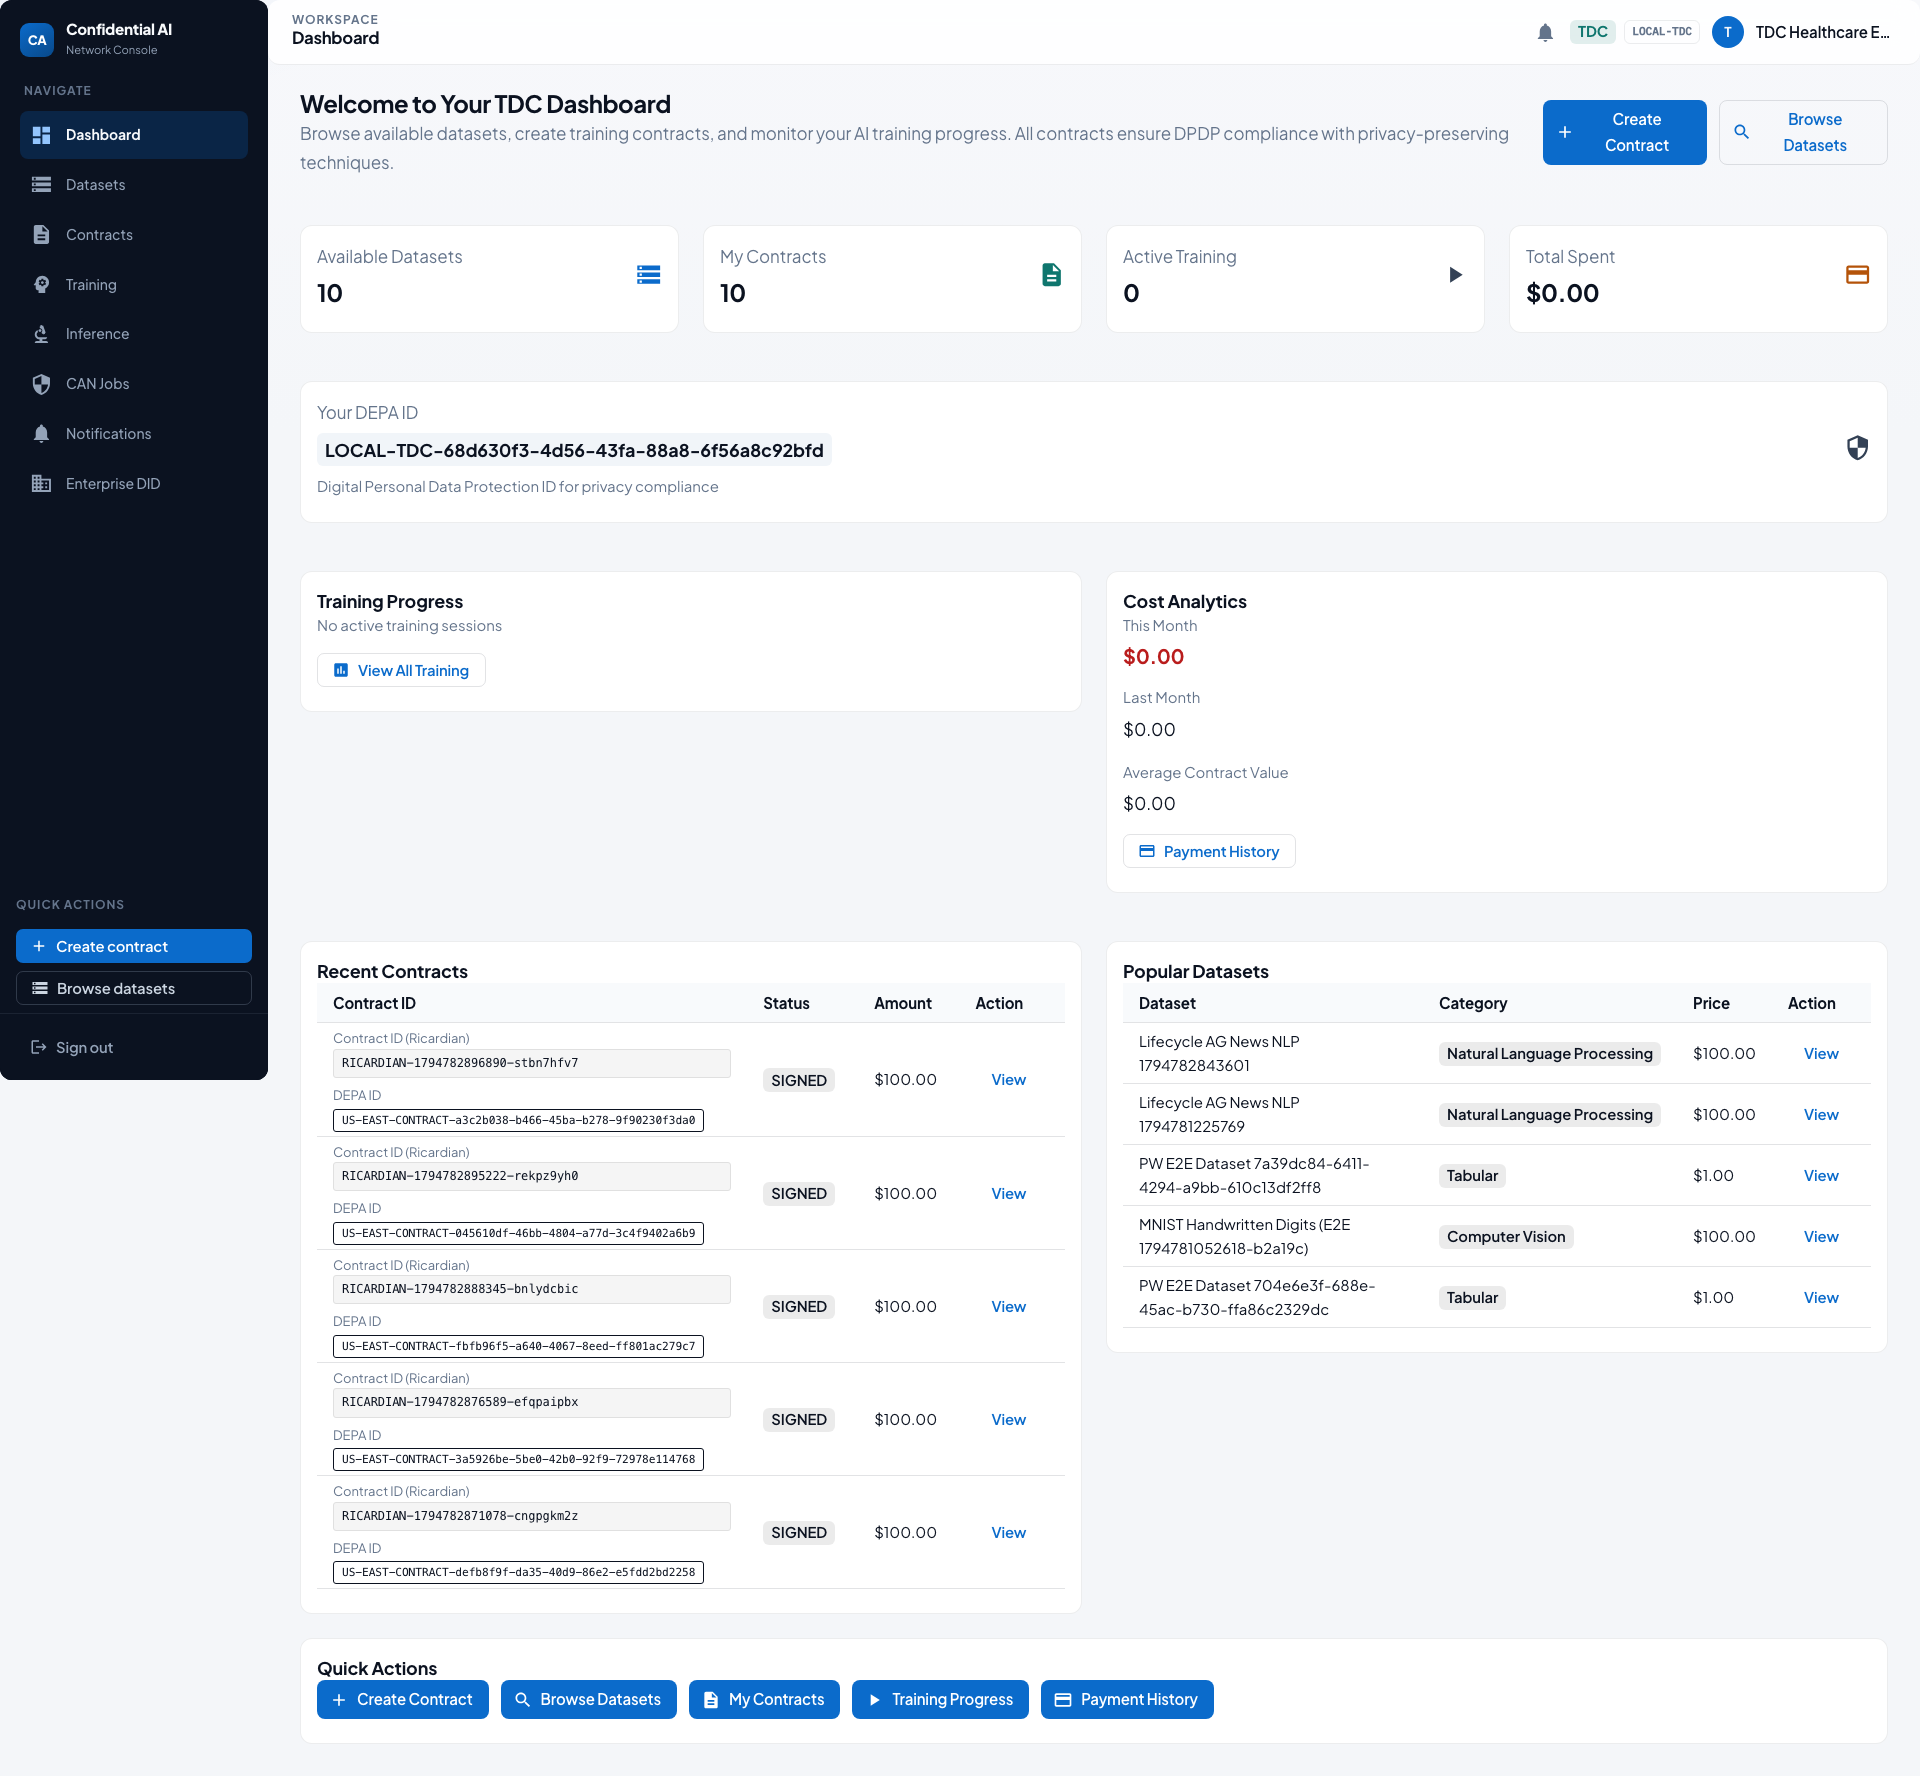 CA
Confidential AI
Network Console
NAVIGATE
Dashboard
Datasets
Contracts
Training
Inference
CAN Jobs
Notifications
Enterprise DID
QUICK ACTIONS
Create contract
Browse datasets
Sign out
WORKSPACE
Dashboard
TDC
LOCAL-TDC
T
TDC Healthcare E...
Welcome to Your TDC Dashboard
Browse available datasets, create training contracts, and monitor your AI training progress. All contracts ensure DPDP compliance with privacy-preserving
techniques.
Create
Contract
Browse
Datasets
Available Datasets
10
My Contracts
10
Active Training
0
Total Spent
$0.00
Your DEPA ID
LOCAL-TDC-68d630f3-4d56-43fa-88a8-6f56a8c92bfd
Digital Personal Data Protection ID for privacy compliance
Training Progress
No active training sessions
View All Training
Cost Analytics
This Month
$0.00
Last Month
$0.00
Average Contract Value
$0.00
Payment History
Recent Contracts
Contract ID Status Amount Action
Contract ID (Ricardian)
RICARDIAN-1794782896890-stbn7hfv7
DEPA ID
US-EAST-CONTRACT-a3c2b038-b466-45ba-b278-9f90230f3da0
SIGNED $100.00 View
Contract ID (Ricardian)
RICARDIAN-1794782895222-rekpz9yh0
DEPA ID
US-EAST-CONTRACT-045610df-46bb-4804-a77d-3c4f9402a6b9
SIGNED $100.00 View
Contract ID (Ricardian)
RICARDIAN-1794782888345-bnlydcbic
DEPA ID
US-EAST-CONTRACT-fbfb96f5-a640-4067-8eed-ff801ac279c7
SIGNED $100.00 View
Contract ID (Ricardian)
RICARDIAN-1794782876589-efqpaipbx
DEPA ID
US-EAST-CONTRACT-3a5926be-5be0-42b0-92f9-72978e114768
SIGNED $100.00 View
Contract ID (Ricardian)
RICARDIAN-1794782871078-cngpgkm2z
DEPA ID
US-EAST-CONTRACT-defb8f9f-da35-40d9-86e2-e5fdd2bd2258
SIGNED $100.00 View
Popular Datasets
Dataset Category Price Action
Lifecycle AG News NLP
1794782843601
Natural Language Processing $100.00 View
Lifecycle AG News NLP
1794781225769
Natural Language Processing $100.00 View
PW E2E Dataset 7a39dc84-6411-
4294-a9bb-610c13df2ff8
Tabular $1.00 View
MNIST Handwritten Digits (E2E
1794781052618-b2a19c)
Computer Vision $100.00 View
PW E2E Dataset 704e6e3f-688e-
45ac-b730-ffa86c2329dc
Tabular $1.00 View
Quick Actions
Create Contract
Browse Datasets
My Contracts
Training Progress
Payment History